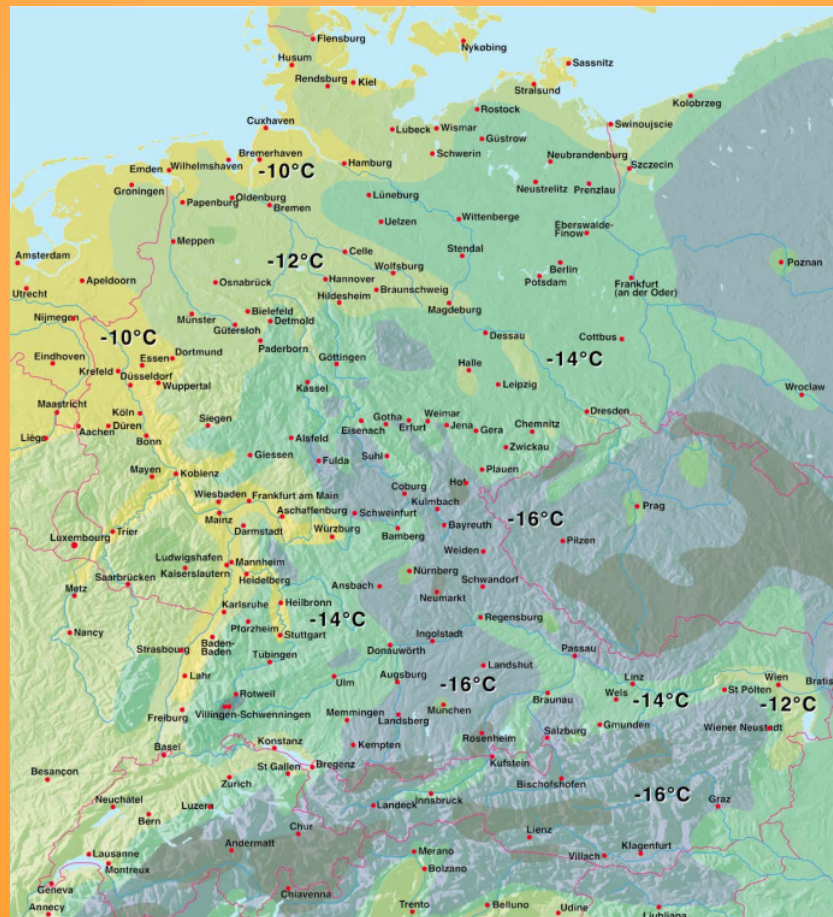 Flensburg
Nykøbing
Husum
Sassnitz
Rendsburg
Kiel
Stralsund
Kolobrzeg
Rostock
Cuxhaven
Lubeck
Wismar
Swinoujscie
Güstrow
Bremerhaven
Schwerin
Wilhelmshaven
Hamburg
Neubrandenburg
Emden
-10°C
Szczecin
Groningen
Neustrelitz
Prenzlau
Oldenburg
Lüneburg
Papenburg
Bremen
Uelzen
Wittenberge
Eberswalde-
Finow
Meppen
Celle
Stendal
Amsterdam
-12°C
Wolfsburg
Berlin
Poznan
Apeldoorn
Osnabrück
Hannover
Potsdam
Frankfurt
(an der Oder)
Utrecht
Braunschweig
Hildesheim
Magdeburg
Nijmegen
Münster
Bielefeld
Detmold
Gütersloh
-10°C
Dessau
Cottbus
Paderborn
Eindhoven
Essen
Dortmund
Göttingen
-14°C
Krefeld
Halle
Düsseldorf
Wuppertal
Kassel
Leipzig
Wroclaw
Maastricht
Köln
Dresden
Düren
Siegen
Gotha
Weimar
Aachen
Eisenach
Erfurt
Jena
Gera
Chemnitz
Liège
Bonn
Alsfeld
Zwickau
Giessen
Fulda
Suhl
Mayen
Koblenz
Plauen
Hof
Coburg
Wiesbaden
Frankfurt am Main
Kulmbach
Prag
Aschaffenburg
Mainz
Schweinfurt
-16°C
Trier
Darmstadt
Würzburg
Bamberg
Bayreuth
Luxembourg
Pilzen
Weiden
Ludwigshafen
Mannheim
Kaiserslautern
Nürnberg
Saarbrücken
Heidelberg
Ansbach
Schwandorf
Metz
Neumarkt
Karlsruhe
Heilbronn
-14°C
Regensburg
Pforzheim
Nancy
Stuttgart
Ingolstadt
Strasbourg
Baden-
Baden
Donauwörth
Passau
Tübingen
Landshut
Lahr
Augsburg
Linz
Wien
Ulm
-16°C
Bratis
Rotweil
Braunau
Wels
-14°C
St Pölten
-12°C
Villingen-Schwenningen
München
Freiburg
Memmingen
Landsberg
Gmunden
Wiener Neustadt
Rosenheim
Salzburg
Basel
Konstanz
Kempten
Kufstein
Besançon
St Gallen
Bregenz
Zurich
Bischofshofen
-16°C
Neuchatel
Luzern
Landeck
Innsbruck
Graz
Bern
Chur
Lienz
Andermatt
Lausanne
Merano
Klagenfurt
Villach
Montreux
Bolzano
Geneva
Chiavenna
Annecy
Trento
Belluno
Udine
Ljubljana